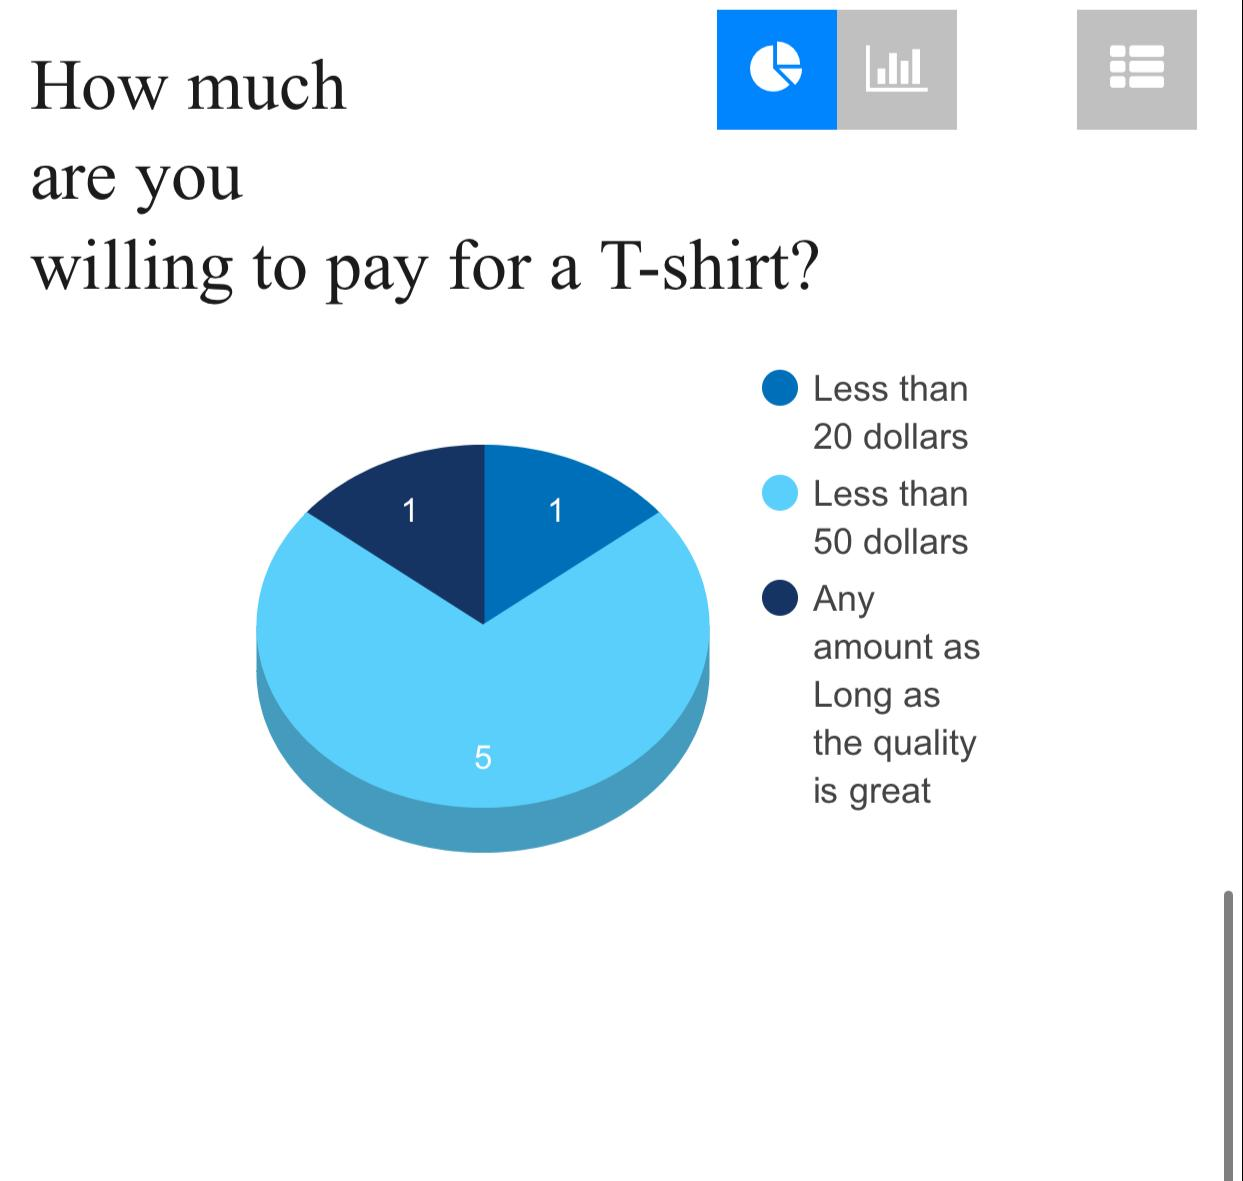 How much
are you
willing to pay for a T-shirt?
Less than
20 dollars
Less than
50 dollars
Any
amount as
Long as
the quality
is great
1
1
5